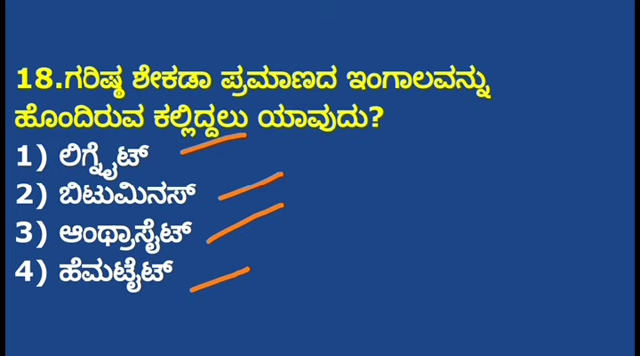 18.ಗರಿಷ್ಠ ಶೇಕಡಾ ಪ್ರಮಾಣದ ಇಂಗಾಲವನ್ನು
ಹೊಂದಿರುವ ಕಲ್ಲಿದ್ದಲು ಯಾವುದು?
1) ಲಿಗ್ನೈಟ್
2) ಬಿಟುಮಿನಸ್
3) ಆಂಥ್ರಾಸೈಟ್
4) ಹೆಮಟೈಟ್